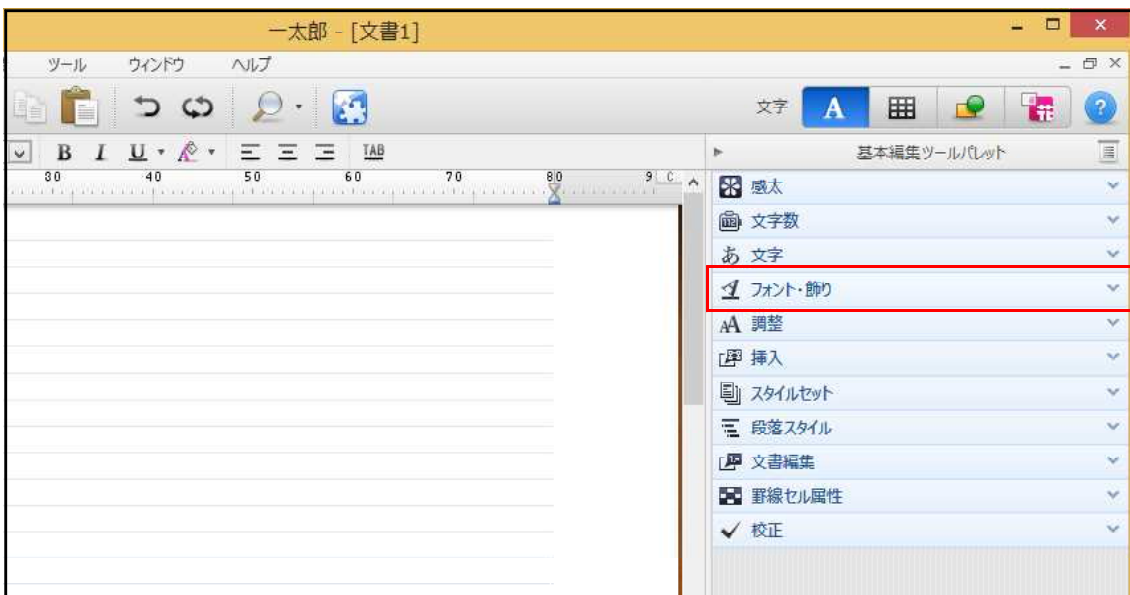 一太郎 - [文書1]
ツール ウィンドウ ヘルプ
文字 A ?
B I U A TAB
基本編集ツールパレット
30 40 50 60 70 80 9
感太
文字数
あ 文字
フォント・飾り
AA 調整
挿入
スタイルセット
段落スタイル
文書編集
罫線セル属性
校正